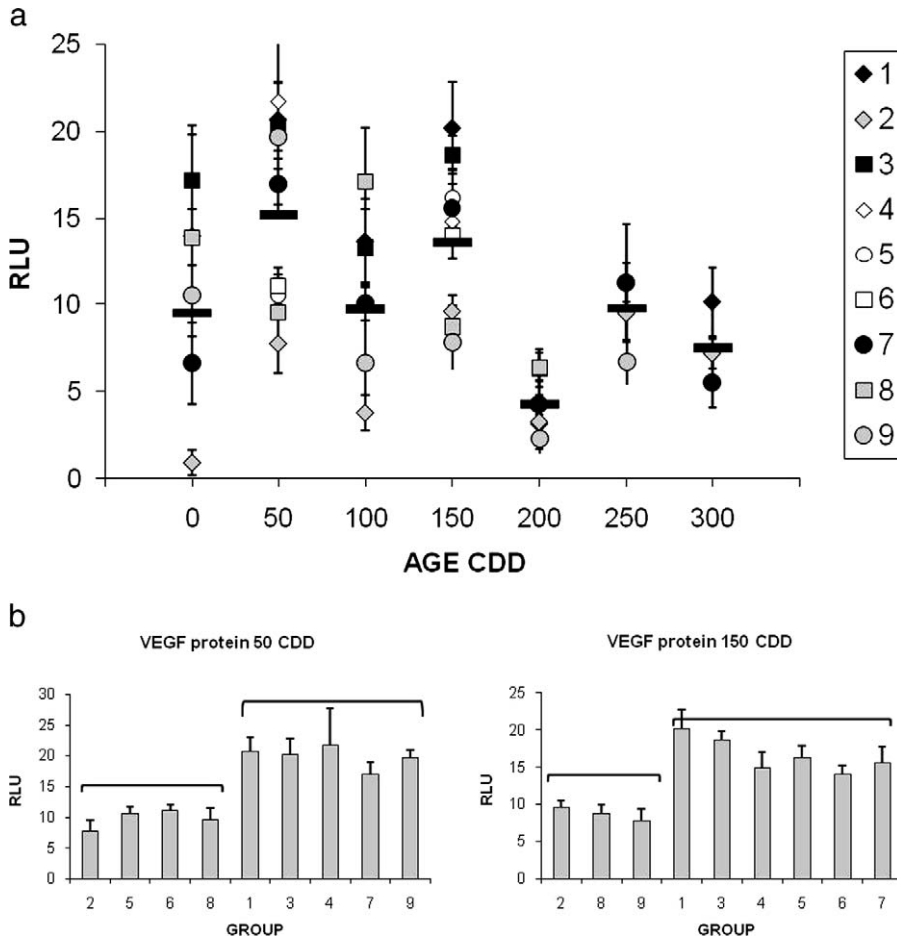 a
RLU
25
20
15
10
5
0
0 50 100 150 200 250 300
AGE CDD
1
2
3
4
5
6
7
8
9
b
VEGF protein 50 CDD
RLU
30
25
20
15
10
5
0
2 5 6 8 1 3 4 7 9
GROUP
VEGF protein 150 CDD
RLU
25
20
15
10
5
0
2 8 9 1 3 4 5 6 7
GROUP